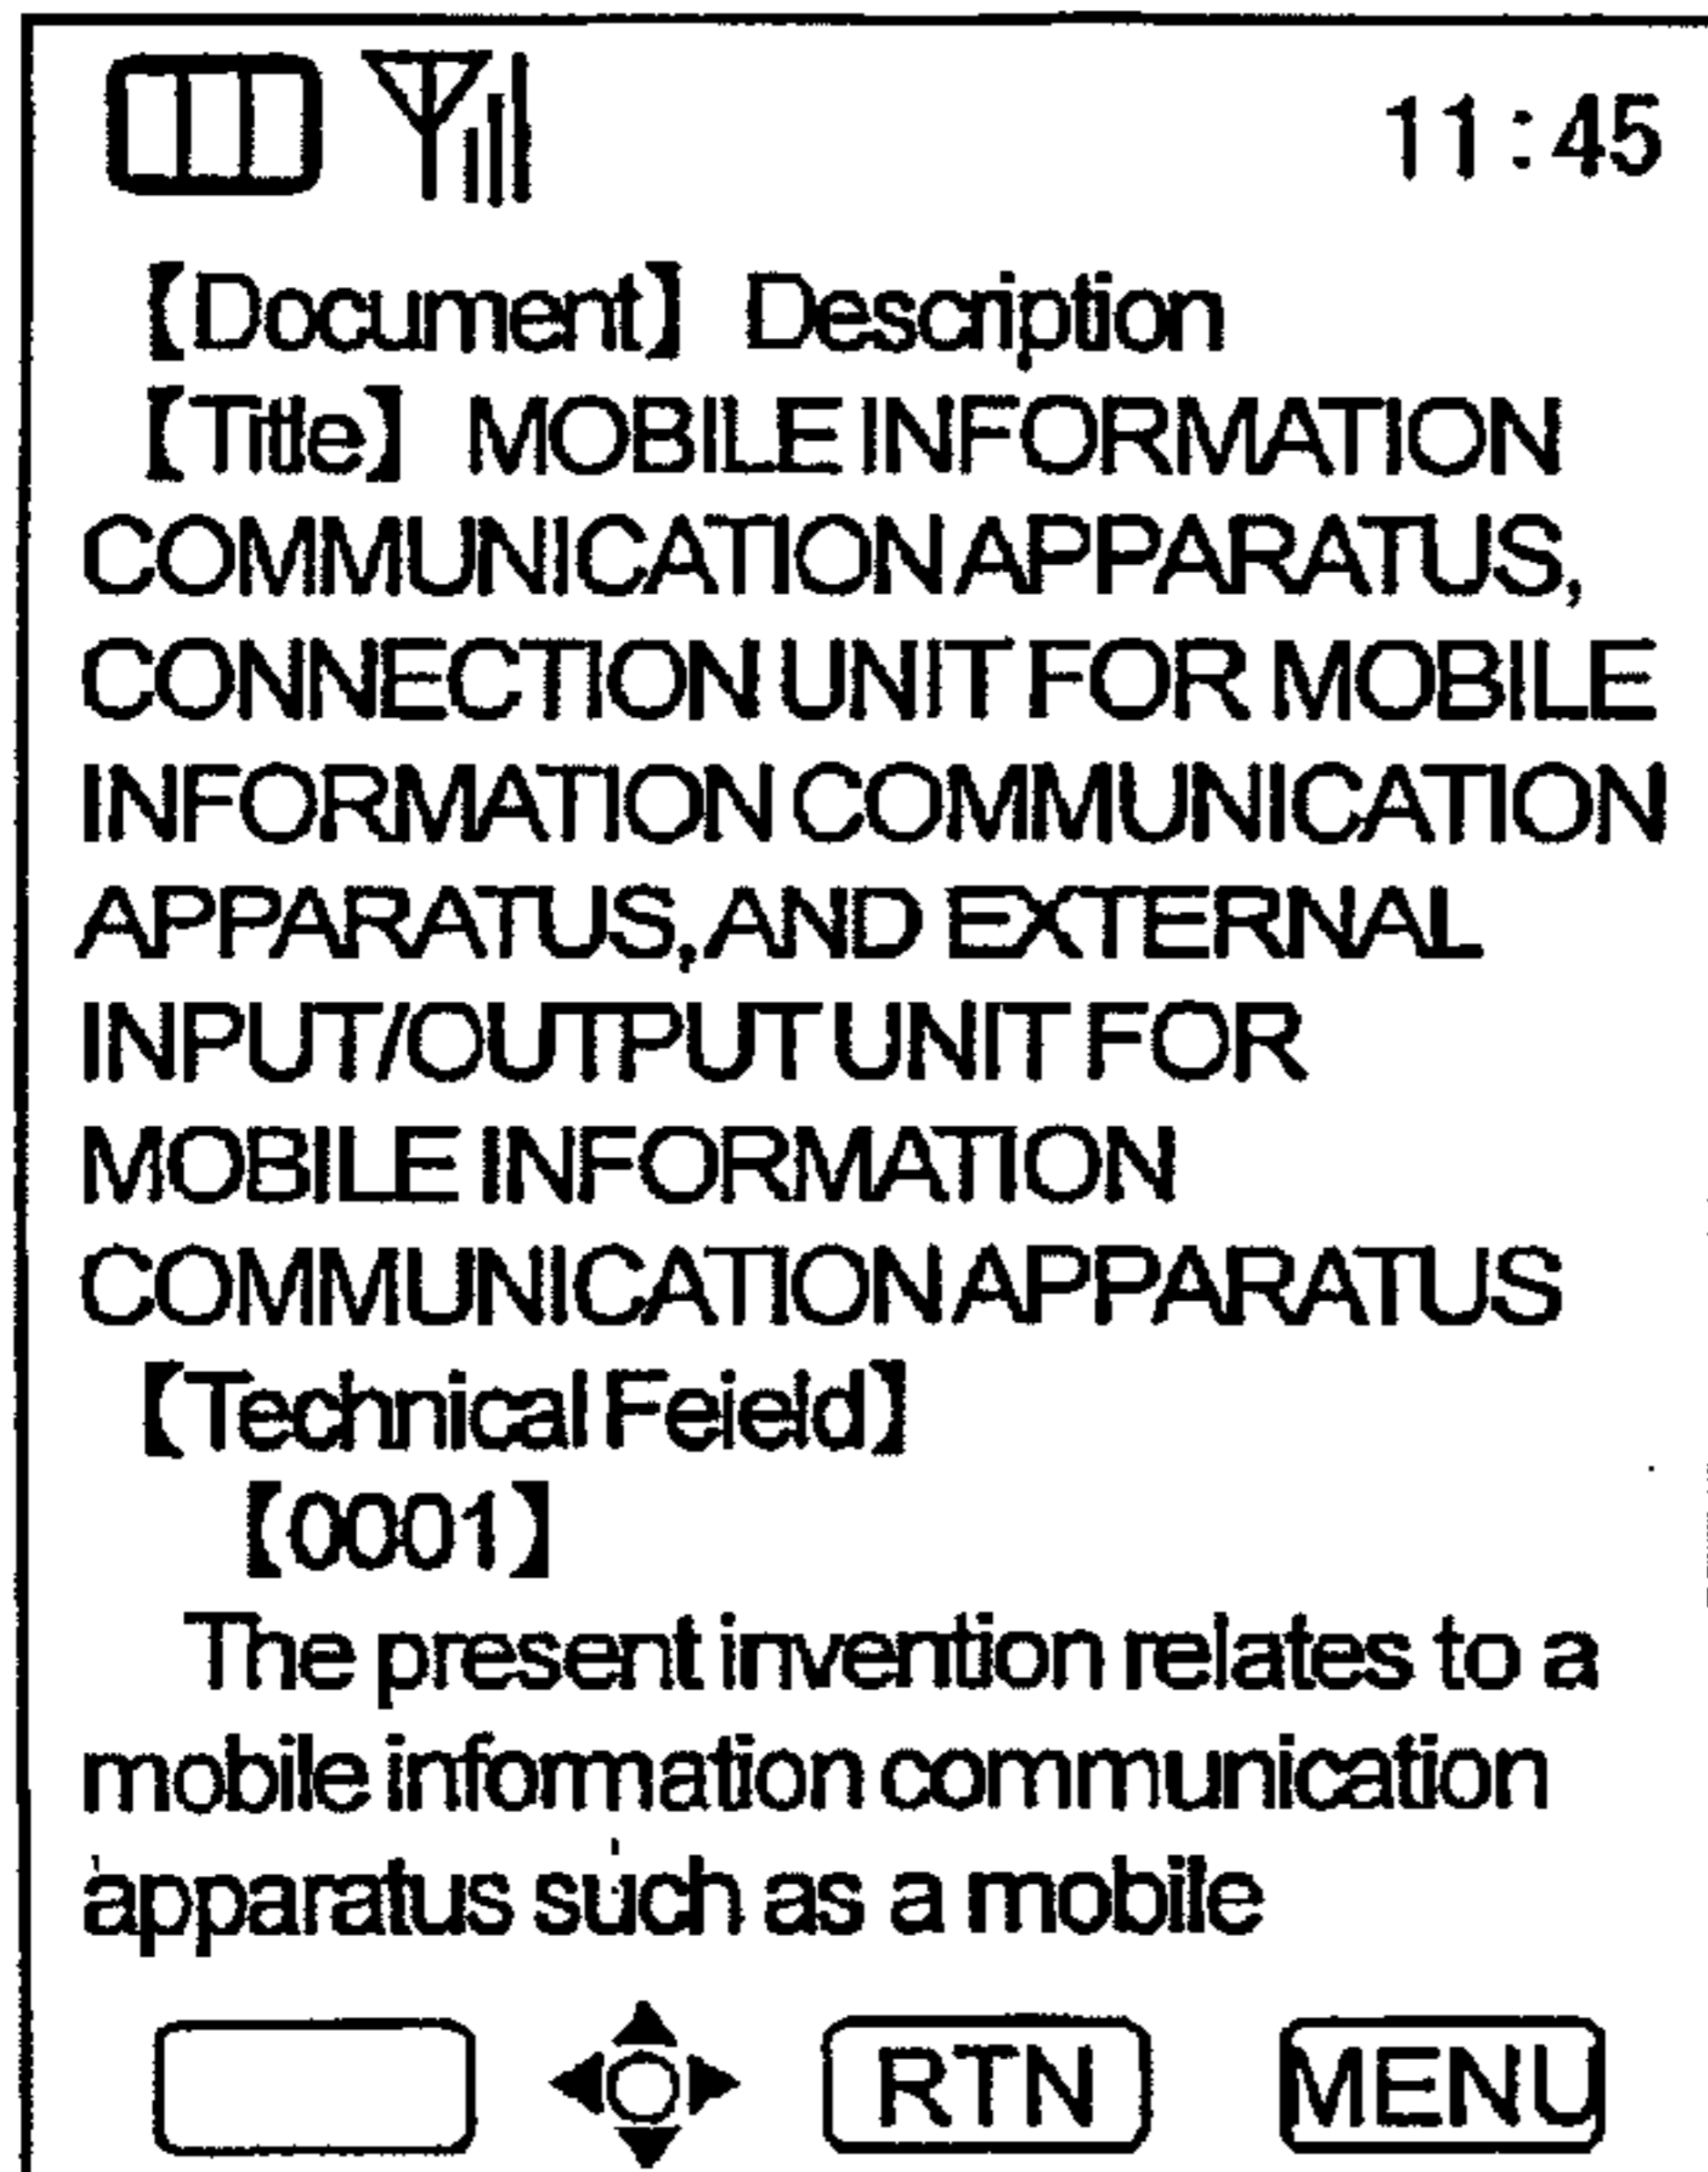 11:45
【Document】 Description
【Title】 MOBILE INFORMATION
COMMUNICATION APPARATUS,
CONNECTION UNIT FOR MOBILE
INFORMATION COMMUNICATION
APPARATUS, AND EXTERNAL
INPUT/OUTPUT UNIT FOR
MOBILE INFORMATION
COMMUNICATION APPARATUS
【Technical Feield】
【0001】
The present invention relates to a
mobile information communication
apparatus such as a mobile
RTN MENU